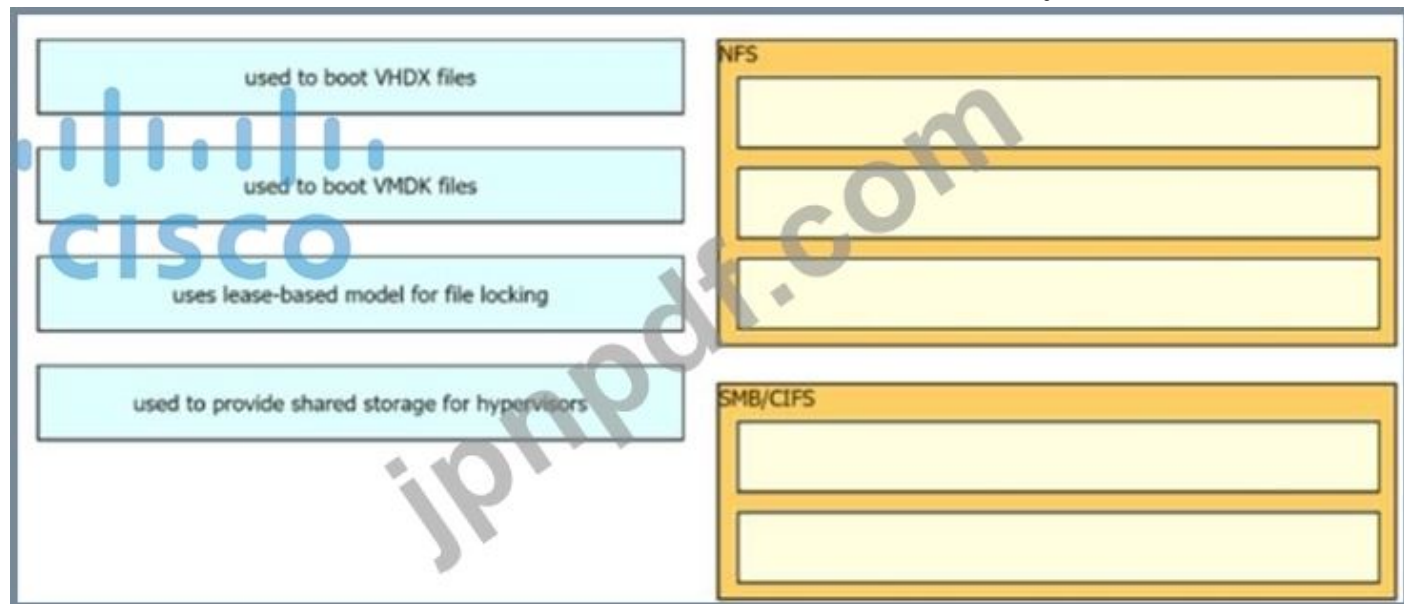 used to boot VHDX files
used to boot VMDK files
CISCO
uses lease-based model for file locking
used to provide shared storage for hypervisors
NFS
SMB/CIFS
jpnpdf.com